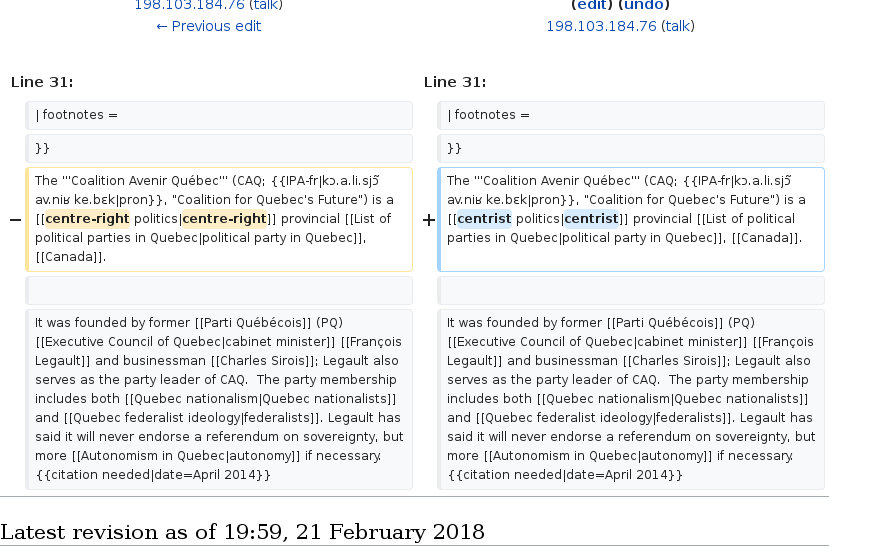 198.103.184.76 (talk)
(edit) (undo)
← Previous edit
198.103.184.76 (talk)
Line 31:
Line 31:
| footnotes =
| footnotes =
}}
}}
− The '''Coalition Avenir Québec''' (CAQ; {{IPA-fr|kɔ.a.li.sjɔ̃
av.niʁ ke.bɛk|pron}}, "Coalition for Quebec's Future") is a
[[centre-right politics|centre-right]] provincial [[List of
political parties in Quebec|political party in Quebec]],
[[Canada]].
+ The '''Coalition Avenir Québec''' (CAQ; {{IPA-fr|kɔ.a.li.sjɔ̃
av.niʁ ke.bɛk|pron}}, "Coalition for Quebec's Future") is a
[[centrist politics|centrist]] provincial [[List of political
parties in Quebec|political party in Quebec]], [[Canada]].
It was founded by former [[Parti Québécois]] (PQ)
[[Executive Council of Quebec|cabinet minister]] [[François
Legault]] and businessman [[Charles Sirois]]; Legault also
serves as the party leader of CAQ.  The party membership
includes both [[Quebec nationalism|Quebec nationalists]]
and [[Quebec federalist ideology|federalists]]. Legault has
said it will never endorse a referendum on sovereignty, but
more [[Autonomism in Quebec|autonomy]] if necessary.
{{citation needed|date=April 2014}}
It was founded by former [[Parti Québécois]] (PQ)
[[Executive Council of Quebec|cabinet minister]] [[François
Legault]] and businessman [[Charles Sirois]]; Legault also
serves as the party leader of CAQ.  The party membership
includes both [[Quebec nationalism|Quebec nationalists]]
and [[Quebec federalist ideology|federalists]]. Legault has
said it will never endorse a referendum on sovereignty, but
more [[Autonomism in Quebec|autonomy]] if necessary.
{{citation needed|date=April 2014}}
Latest revision as of 19:59, 21 February 2018